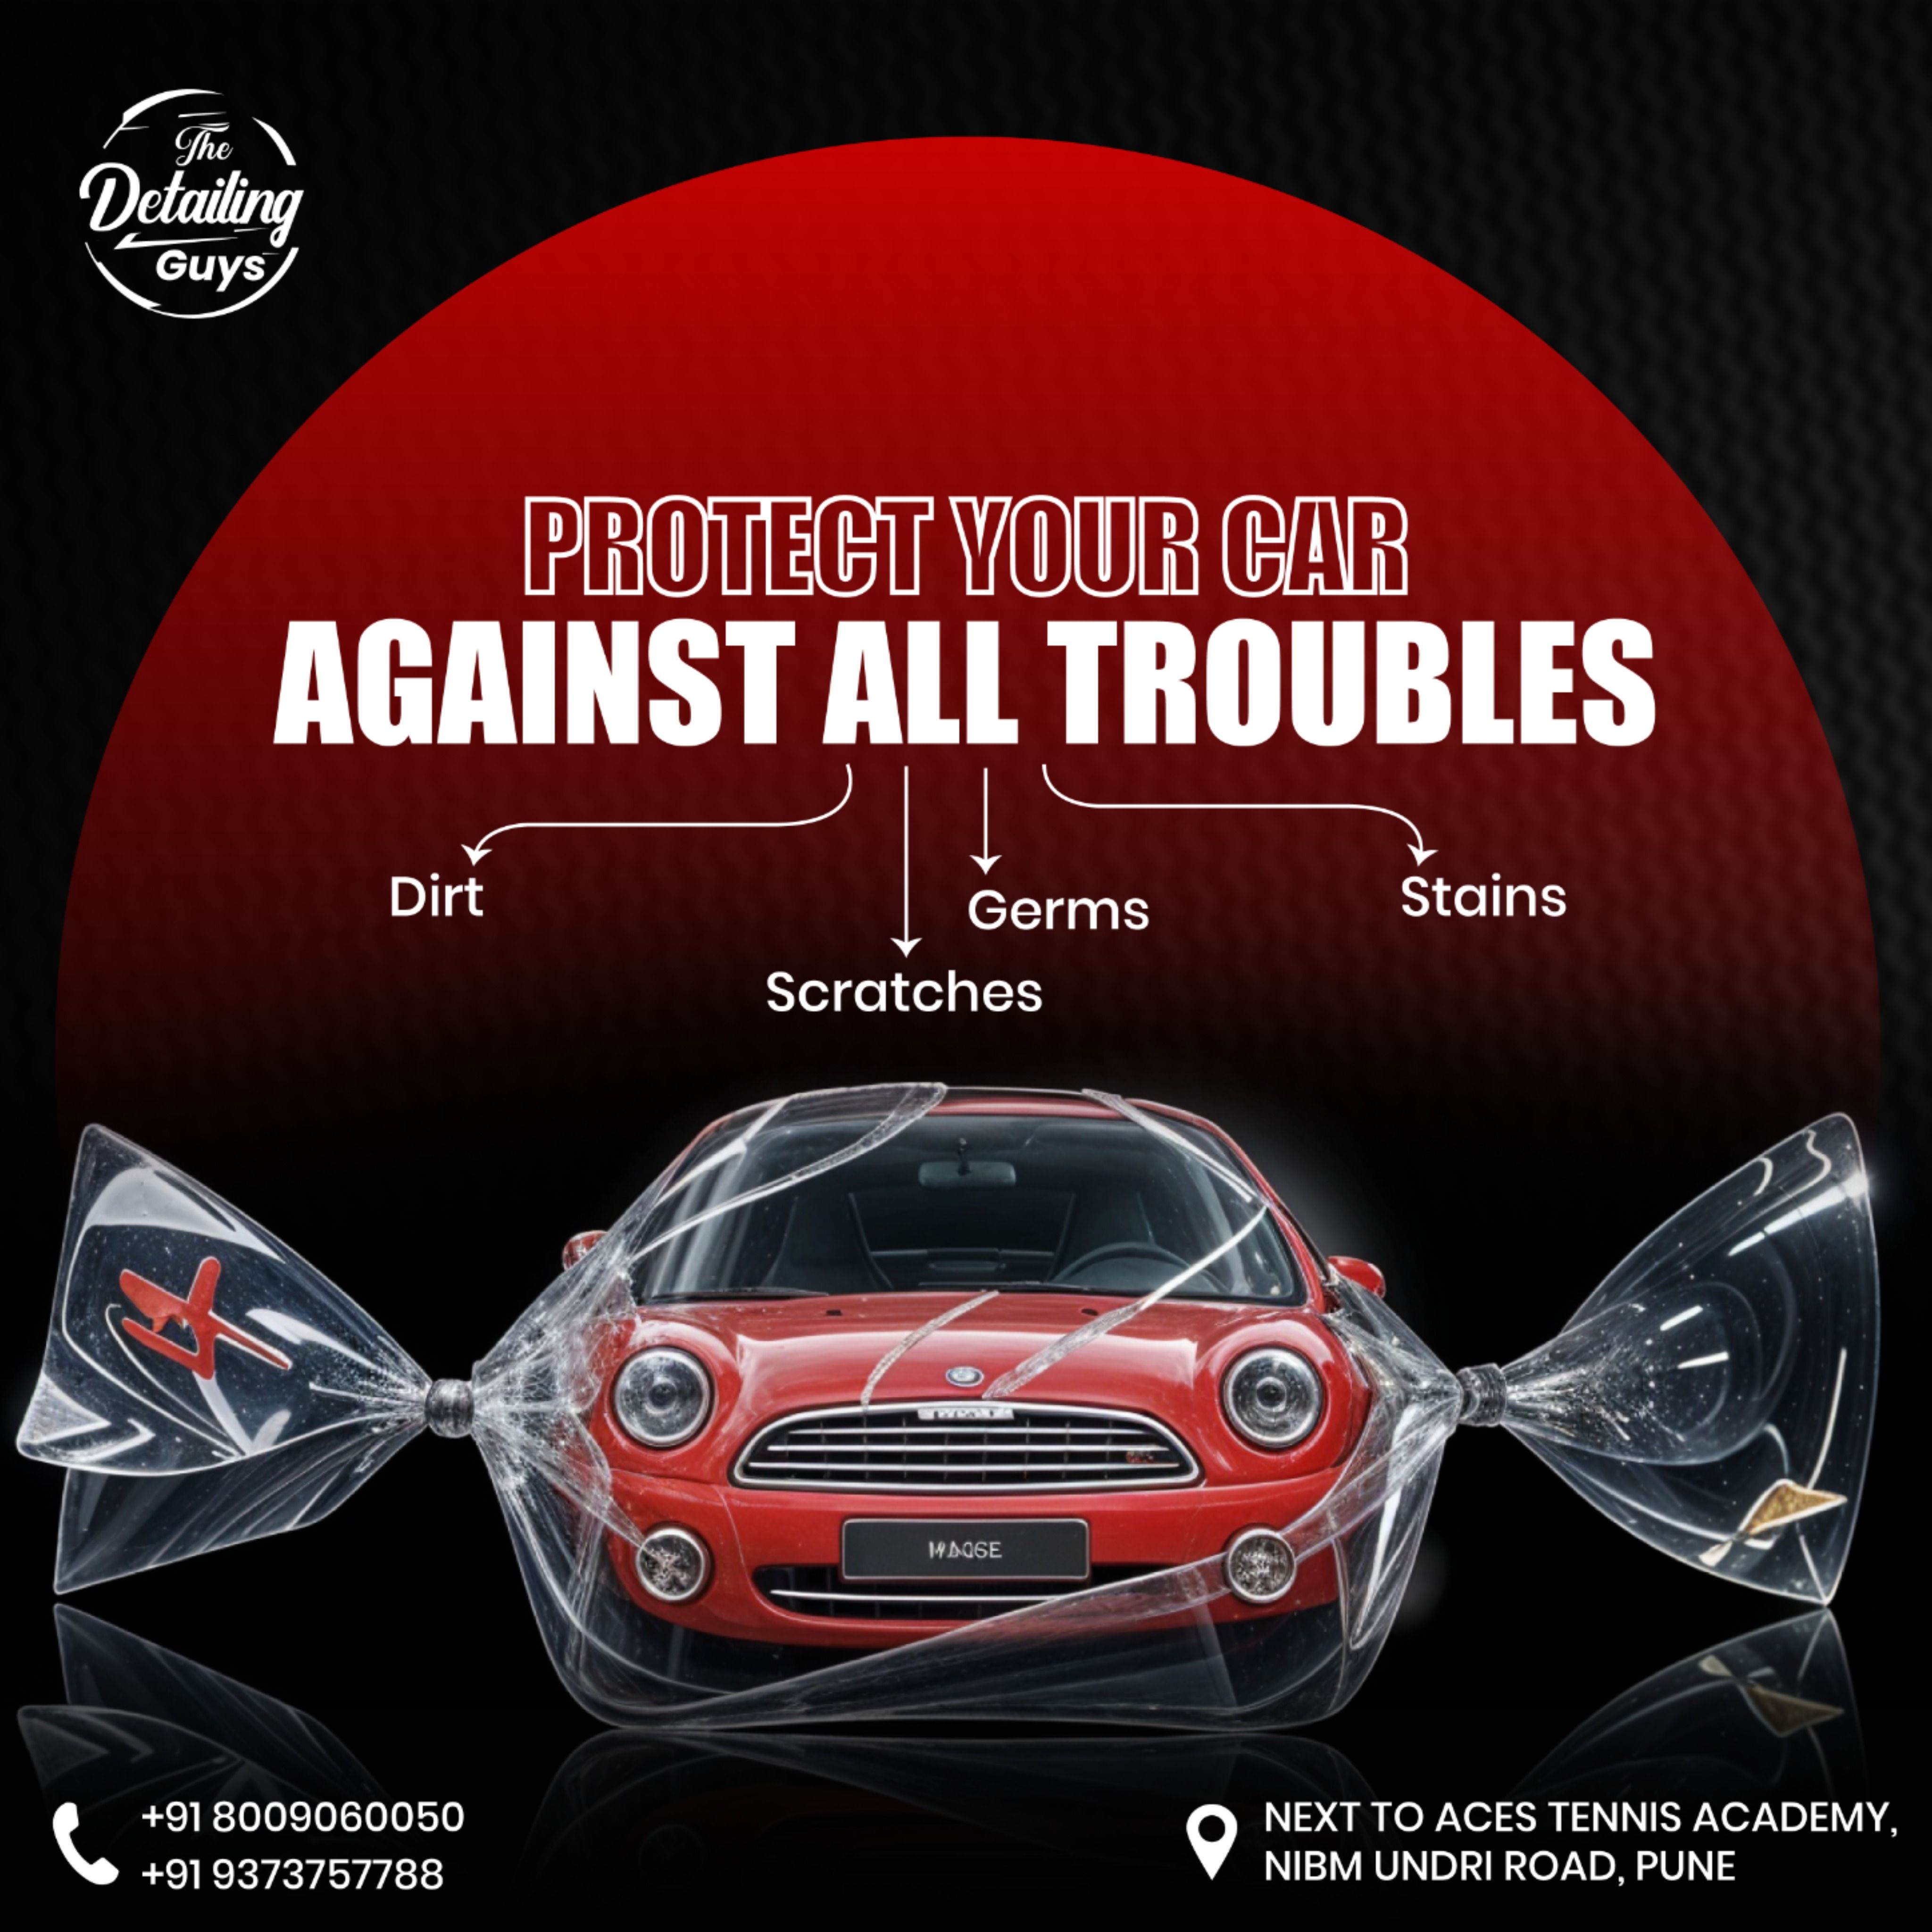 The
Detailing
Guys
PROTECT YOUR CAR
AGAINST ALL TROUBLES
Dirt
Germs
Stains
Scratches
+91 8009060050
+91 9373757788
NEXT TO ACES TENNIS ACADEMY,
NIBM UNDRI ROAD, PUNE